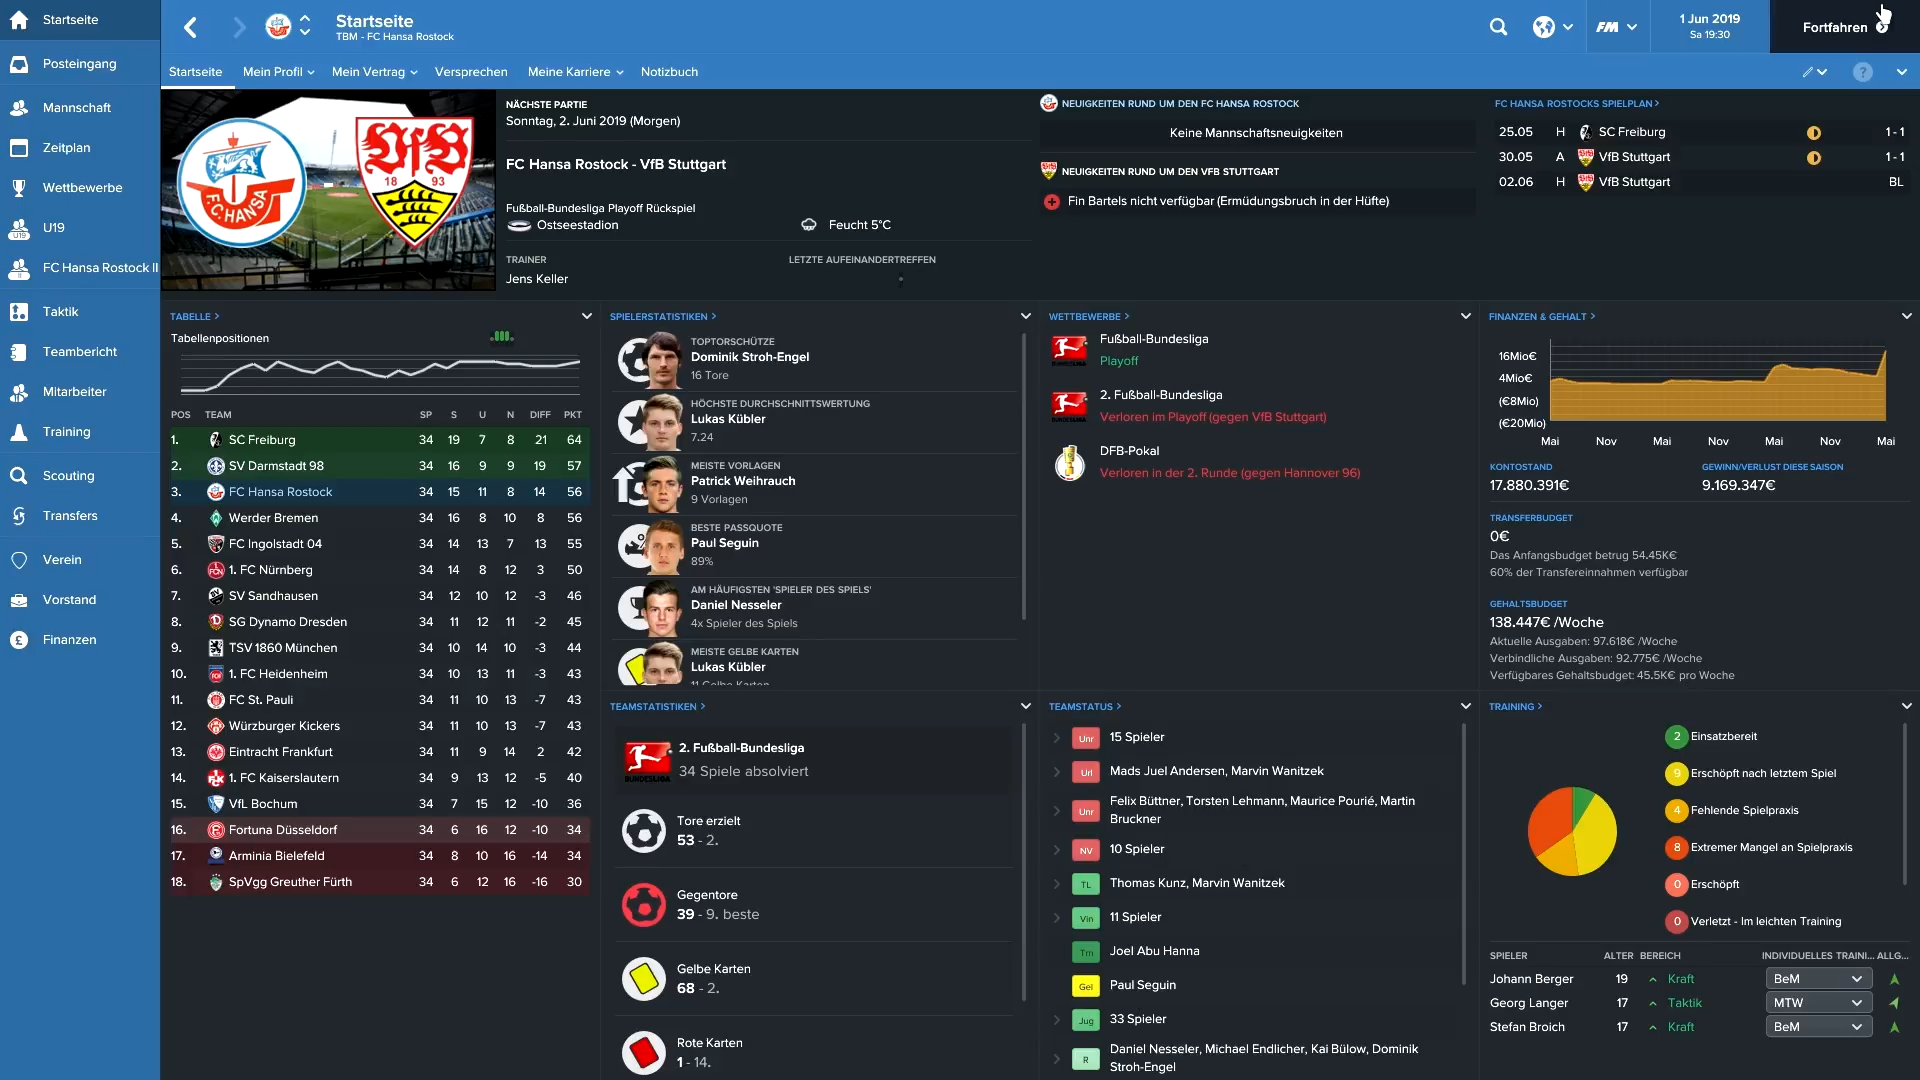 Startseite
Posteingang
Mannschaft
Zeitplan
Wettbewerbe
U19
FC Hansa Rostock II
Taktik
Teambericht
Mitarbeiter
Training
Scouting
Transfers
Verein
Vorstand
Finanzen
Startseite
TBM - FC Hansa Rostock
FM
1 Jun 2019
Sa 19:30
Fortfahren
Startseite
Mein Profil
Mein Vertrag
Versprechen
Meine Karriere
Notizbuch
F.C. HANSA
VfB
18 93
NÄCHSTE PARTIE
Sonntag, 2. Juni 2019 (Morgen)
FC Hansa Rostock - VfB Stuttgart
Fußball-Bundesliga Playoff Rückspiel
Ostseestadion
Feucht 5°C
TRAINER
Jens Keller
LETZTE AUFEINANDERTREFFEN
NEUIGKEITEN RUND UM DEN FC HANSA ROSTOCK
Keine Mannschaftsneuigkeiten
NEUIGKEITEN RUND UM DEN VFB STUTTGART
Fin Bartels nicht verfügbar (Ermüdungsbruch in der Hüfte)
FC HANSA ROSTOCKS SPIELPLAN >
25.05 H SC Freiburg 1 - 1
30.05 A VfB Stuttgart 1 - 1
02.06 H VfB Stuttgart BL
TABELLE >
Tabellenpositionen
POS TEAM SP S U N DIFF PKT
1. SC Freiburg 34 19 7 8 21 64
2. SV Darmstadt 98 34 16 9 9 19 57
3. FC Hansa Rostock 34 15 11 8 14 56
4. Werder Bremen 34 16 8 10 8 56
5. FC Ingolstadt 04 34 14 13 7 13 55
6. 1. FC Nürnberg 34 14 8 12 3 50
7. SV Sandhausen 34 12 10 12 -3 46
8. SG Dynamo Dresden 34 11 12 11 -2 45
9. TSV 1860 München 34 10 14 10 -3 44
10. 1. FC Heidenheim 34 10 13 11 -3 43
11. FC St. Pauli 34 11 10 13 -7 43
12. Würzburger Kickers 34 11 10 13 -7 43
13. Eintracht Frankfurt 34 11 9 14 2 42
14. 1. FC Kaiserslautern 34 9 13 12 -5 40
15. VfL Bochum 34 7 15 12 -10 36
16. Fortuna Düsseldorf 34 6 16 12 -10 34
17. Arminia Bielefeld 34 8 10 16 -14 34
18. SpVgg Greuther Fürth 34 6 12 16 -16 30
SPIELERSTATISTIKEN >
TOPTORSCHÜTZE
Dominik Stroh-Engel
16 Tore
HÖCHSTE DURCHSCHNITTSWERTUNG
Lukas Kübler
7.24
MEISTE VORLAGEN
Patrick Weihrauch
9 Vorlagen
BESTE PASSQUOTE
Paul Seguin
89%
AM HÄUFIGSTEN 'SPIELER DES SPIELS'
Daniel Nesseler
4x Spieler des Spiels
MEISTE GELBE KARTEN
Lukas Kübler
11 Gelbe Karten
TEAMSTATISTIKEN >
2. Fußball-Bundesliga
34 Spiele absolviert
Tore erzielt
53 - 2.
Gegentore
39 - 9. beste
Gelbe Karten
68 - 2.
Rote Karten
1 - 14.
WETTBEWERBE >
Fußball-Bundesliga
Playoff
2. Fußball-Bundesliga
Verloren im Playoff (gegen VfB Stuttgart)
DFB-Pokal
Verloren in der 2. Runde (gegen Hannover 96)
TEAMSTATUS >
Unr 15 Spieler
Url Mads Juel Andersen, Marvin Wanitzek
Unr Felix Büttner, Torsten Lehmann, Maurice Pourié, Martin
Bruckner
NV 10 Spieler
TL Thomas Kunz, Marvin Wanitzek
Vin 11 Spieler
Trn Joel Abu Hanna
Gel Paul Seguin
Jug 33 Spieler
R Daniel Nesseler, Michael Endlicher, Kai Bülow, Dominik
Stroh-Engel
FINANZEN & GEHALT >
16Mio€
4Mio€
(€8Mio)
(€20Mio)
Mai Nov Mai Nov Mai Nov Mai
KONTOSTAND
17.880.391€
GEWINN/VERLUST DIESE SAISON
9.169.347€
TRANSFERBUDGET
0€
Das Anfangsbudget betrug 54.45K€
60% der Transfereinnahmen verfügbar
GEHALTSBUDGET
138.447€ /Woche
Aktuelle Ausgaben: 97.618€ /Woche
Verbindliche Ausgaben: 92.775€ /Woche
Verfügbares Gehaltsbudget: 45.5K€ pro Woche
TRAINING >
2 Einsatzbereit
9 Erschöpft nach letztem Spiel
4 Fehlende Spielpraxis
8 Extremer Mangel an Spielpraxis
0 Erschöpft
0 Verletzt - Im leichten Training
SPIELER ALTER BEREICH INDIVIDUELLES TRAINI... ALLG...
Johann Berger 19 Kraft BeM
Georg Langer 17 Taktik MTW
Stefan Broich 17 Kraft BeM